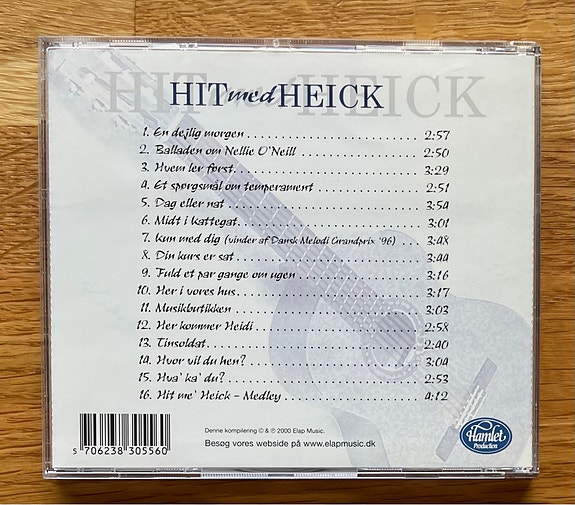 HIT med HEICK
HIT med HEICK
1. En dejlig morgen 2:57
2. Balladen om Nellie O'Neill 2:50
3. Hvem ler først 3:29
4. Et spørgsmål om temperament 2:51
5. Dag eller nat 3:54
6. Midt i Kattegat 3:01
7. Kun med dig (vinder af Dansk Melodi Grandprix '96) 3:48
8. Din kurs er sat 3:44
9. Fuld et par gange om ugen 3:16
10. Her i vores hus 3:17
11. Musikbutikken 3:03
12. Her kommer Heidi 2:58
13. Tinsoldat 2:40
14. Hvor vil du hen? 3:04
15. Hva' ka' du? 2:53
16. Hit me' Heick - Medley 4:12
Denne kompilering © & ℗ 2000 Elap Music.
Besøg vores webside på www.elapmusic.dk
5 706238 305560
Hamlet
Production